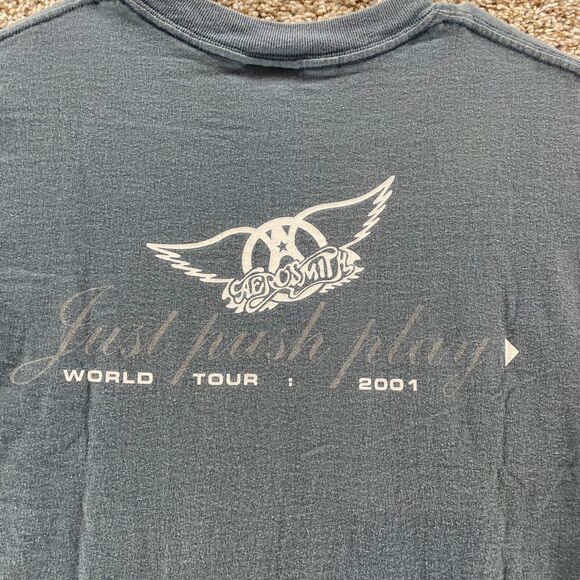 AEROSMITH
Just push play
WORLD TOUR : 2001